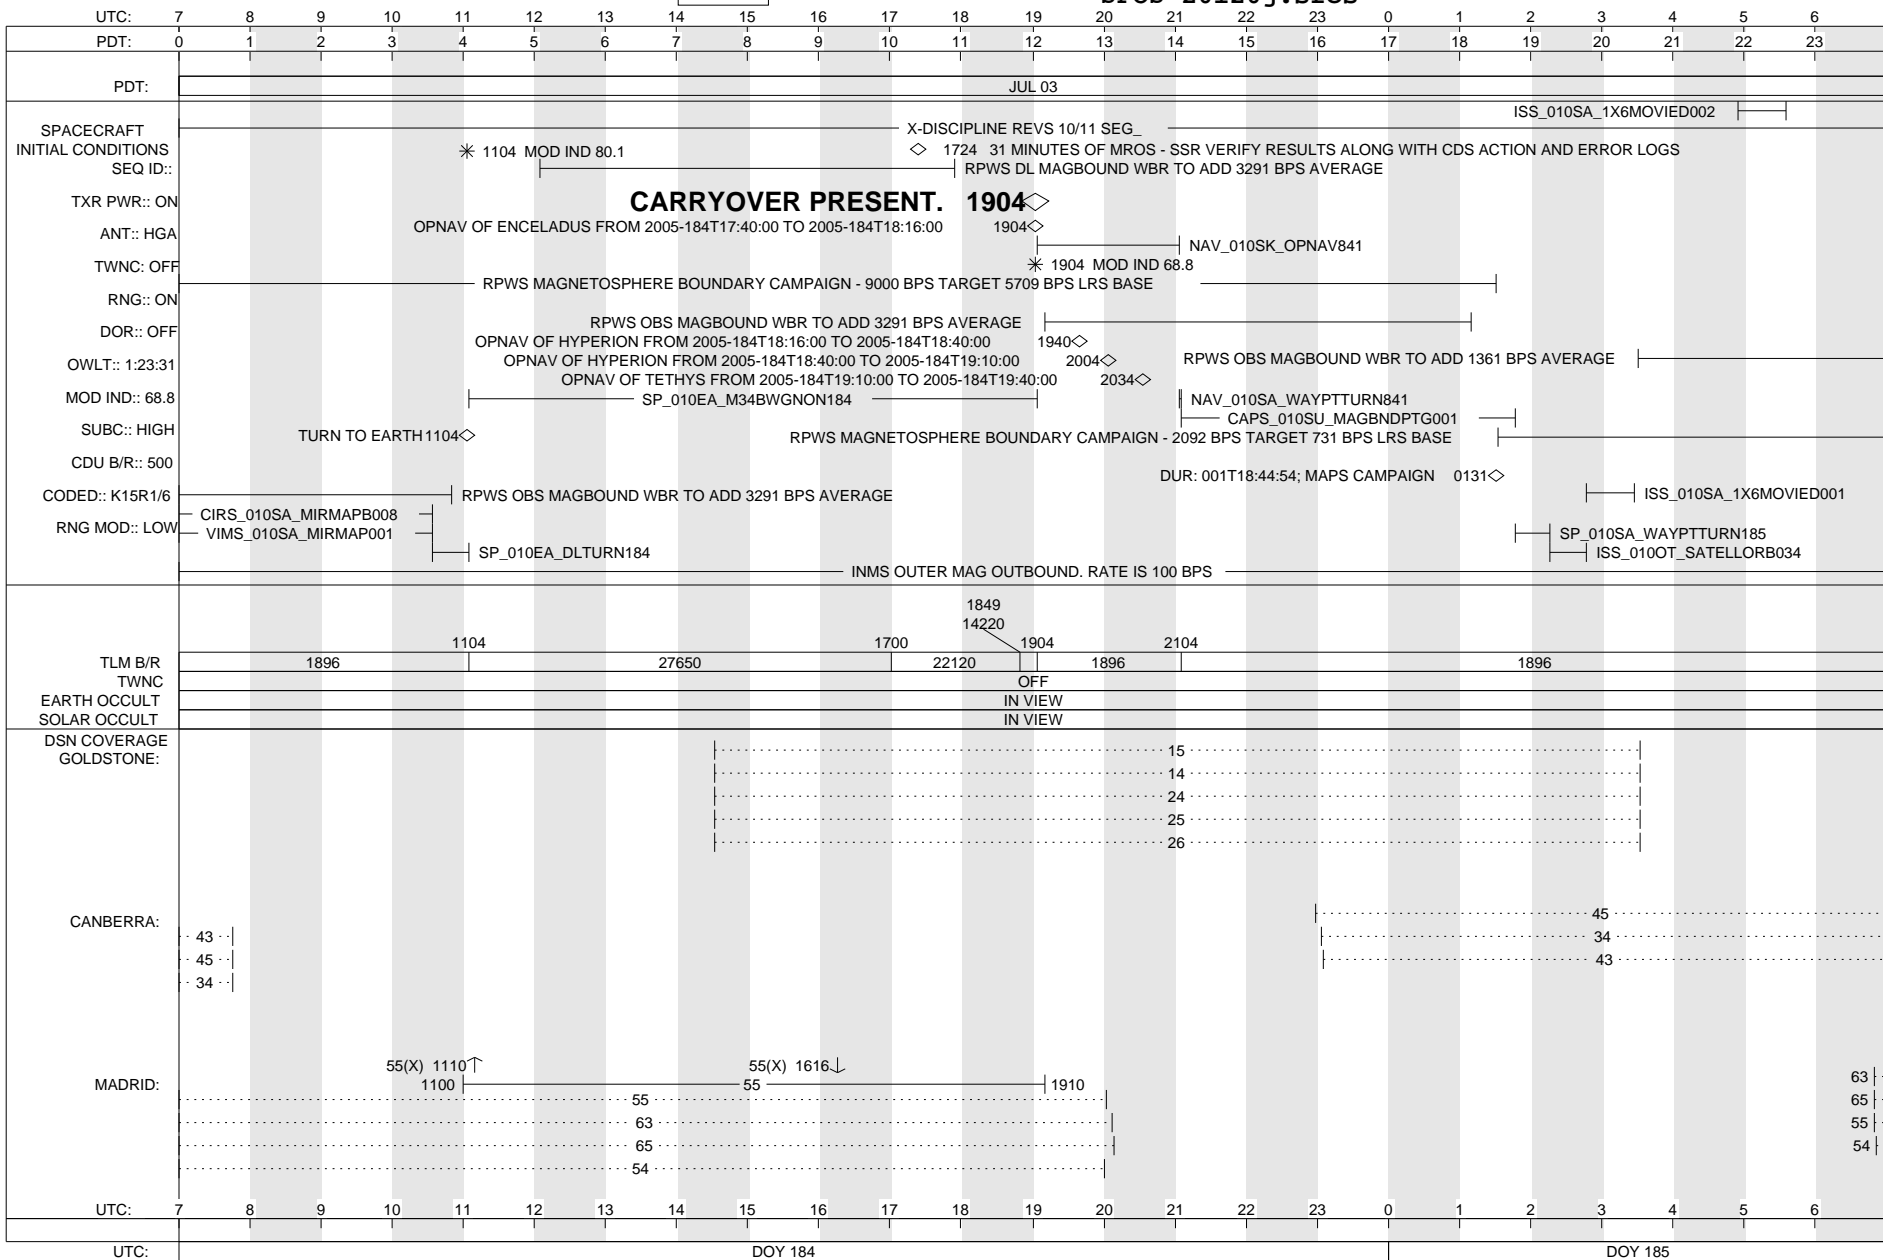 UTC: 7 8 9 10 11 12 13 14 15 16 17 18 19 20 21 22 23 0 1 2 3 4 5 6
PDT: 0 1 2 3 4 5 6 7 8 9 10 11 12 13 14 15 16 17 18 19 20 21 22 23
PDT: JUL 03
ISS_010SA_1X6MOVIED002
SPACECRAFT X-DISCIPLINE REVS 10/11 SEG_
INITIAL CONDITIONS 1104 MOD IND 80.1 1724 31 MINUTES OF MROS - SSR VERIFY RESULTS ALONG WITH CDS ACTION AND ERROR LOGS
SEQ ID:: RPWS DL MAGBOUND WBR TO ADD 3291 BPS AVERAGE
TXR PWR:: ON CARRYOVER PRESENT. 1904
OPNAV OF ENCELADUS FROM 2005-184T17:40:00 TO 2005-184T18:16:00 1904
ANT:: HGA
NAV_010SK_OPNAV841
TWNC: OFF 1904 MOD IND 68.8
RPWS MAGNETOSPHERE BOUNDARY CAMPAIGN - 9000 BPS TARGET 5709 BPS LRS BASE
RNG:: ON
RPWS OBS MAGBOUND WBR TO ADD 3291 BPS AVERAGE
DOR:: OFF
OPNAV OF HYPERION FROM 2005-184T18:16:00 TO 2005-184T18:40:00 1940
OPNAV OF HYPERION FROM 2005-184T18:40:00 TO 2005-184T19:10:00 2004 RPWS OBS MAGBOUND WBR TO ADD 1361 BPS AVERAGE
OWLT:: 1:23:31
OPNAV OF TETHYS FROM 2005-184T19:10:00 TO 2005-184T19:40:00 2034
MOD IND:: 68.8 SP_010EA_M34BWGNON184 NAV_010SA_WAYPTTURN841
CAPS_010SU_MAGBNDPTG001
SUBC:: HIGH TURN TO EARTH 1104 RPWS MAGNETOSPHERE BOUNDARY CAMPAIGN - 2092 BPS TARGET 731 BPS LRS BASE
CDU B/R:: 500
DUR: 001T18:44:54; MAPS CAMPAIGN 0131
CODED:: K15R1/6 RPWS OBS MAGBOUND WBR TO ADD 3291 BPS AVERAGE ISS_010SA_1X6MOVIED001
CIRS_010SA_MIRMAPB008
RNG MOD:: LOW VIMS_010SA_MIRMAP001 SP_010SA_WAYPTTURN185
SP_010EA_DLTURN184 ISS_010OT_SATELLORB034
INMS OUTER MAG OUTBOUND. RATE IS 100 BPS
1849
14220
1104 1700 1904 2104
TLM B/R 1896 27650 22120 1896 1896
TWNC OFF
EARTH OCCULT IN VIEW
SOLAR OCCULT IN VIEW
DSN COVERAGE
GOLDSTONE: 15
14
24
25
26
CANBERRA: 45
43 34
45 43
34
55(X) 1110 55(X) 1616
MADRID: 1100 55 1910 63
55 65
63 55
65 54
54
UTC: 7 8 9 10 11 12 13 14 15 16 17 18 19 20 21 22 23 0 1 2 3 4 5 6
UTC: DOY 184 DOY 185